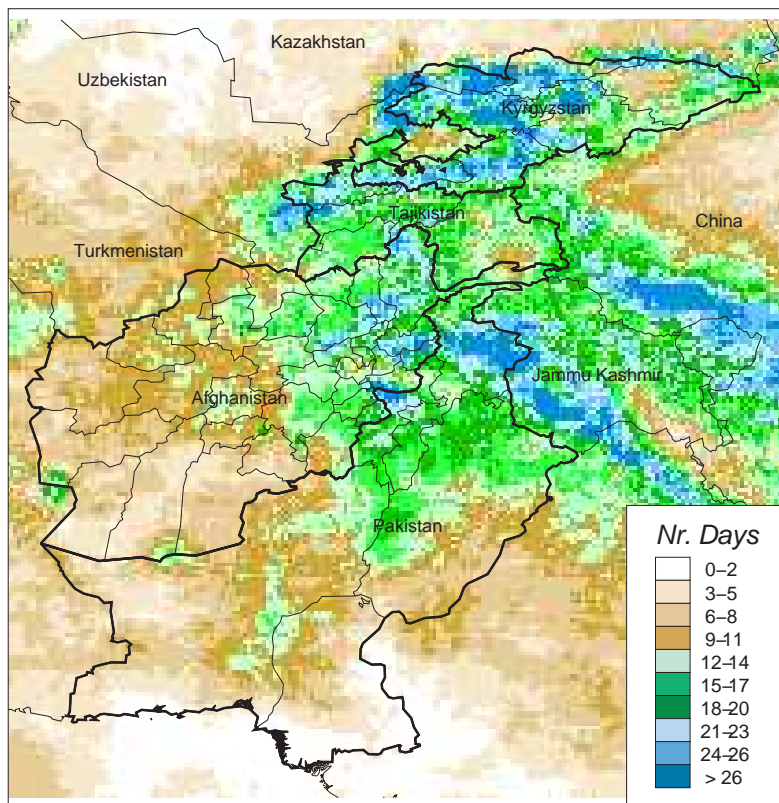 Kazakhstan
Uzbekistan
Kyrgyzstan
Tajikistan
China
Turkmenistan
Jammu Kashmir
Afghanistan
Pakistan
Nr. Days
0–2
3–5
6–8
9–11
12–14
15–17
18–20
21–23
24–26
> 26